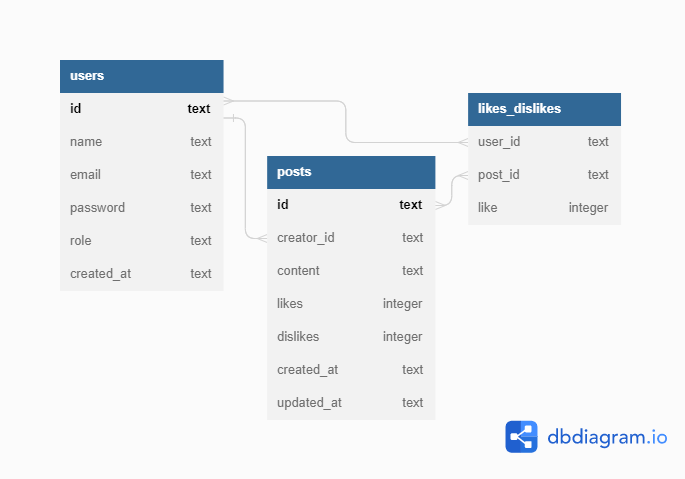 users
id text
name text
email text
password text
role text
created_at text
posts
id text
creator_id text
content text
likes integer
dislikes integer
created_at text
updated_at text
likes_dislikes
user_id text
post_id text
like integer
dbdiagram.io